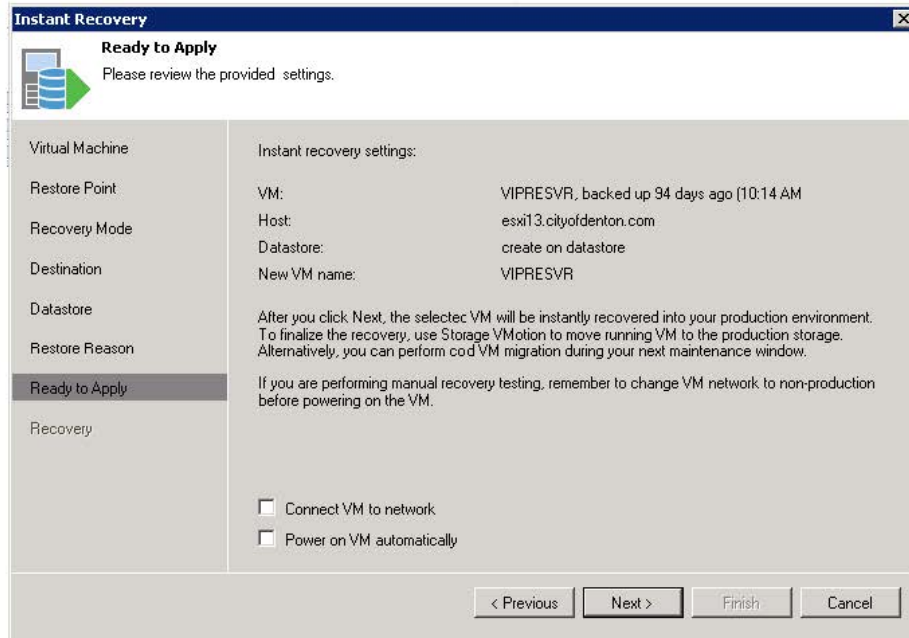 Instant Recovery
Ready to Apply
Please review the provided settings.
Virtual Machine
Restore Point
Recovery Mode
Destination
Datastore
Restore Reason
Ready to Apply
Recovery
Instant recovery settings:
VM: VIPRESVR, backed up 94 days ago (10:14 AM
Host: esxi13.cityofdenton.com
Datastore: create on datastore
New VM name: VIPRESVR
After you click Next, the selectec VM will be instantly recovered into your production environment.
To finalize the recovery, use Storage VMotion to move running VM to the production storage.
Alternatively, you can perform cod VM migration during your next maintenance window.
If you are performing manual recovery testing, remember to change VM network to non-production
before powering on the VM.
Connect VM to network
Power on VM automatically
< Previous Next > Finish Cancel